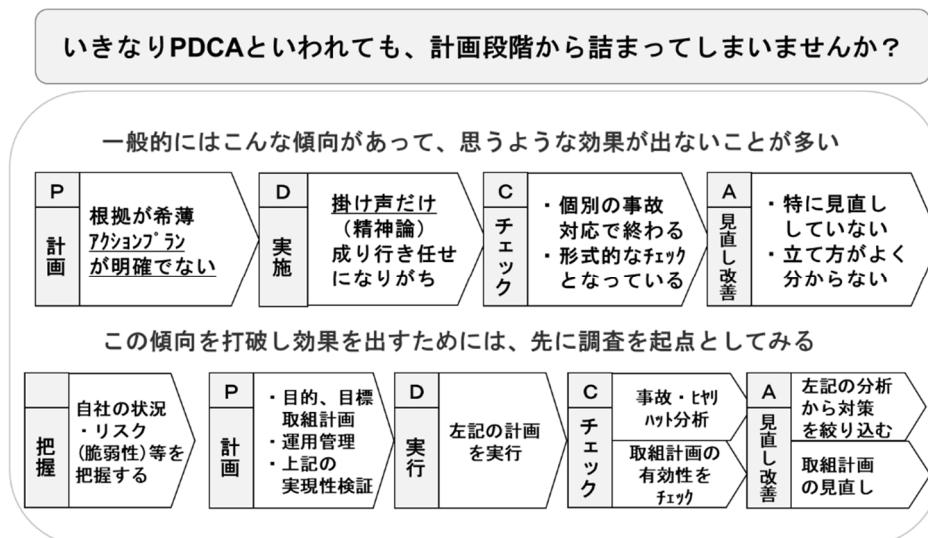 いきなりPDCAといわれても、計画段階から詰まってしまいませんか？
一般的にはこんな傾向があって、思うような効果が出ないことが多い
P
計画
根拠が希薄
ｱｸｼｮﾝﾌﾟﾗﾝ
が明確でない
D
実施
掛け声だけ
（精神論）
成り行き任せ
になりがち
C
チェック
・個別の事故
対応で終わる
・形式的なﾁｪｯｸ
となっている
A
見直し改善
・特に見直し
していない
・立て方がよく
分からない
この傾向を打破し効果を出すためには、先に調査を起点としてみる
把握
自社の状況
・リスク
(脆弱性)等を
把握する
P
計画
・目的、目標
取組計画
・運用管理
・上記の
実現性検証
D
実行
左記の計画
を実行
C
チェック
事故・ﾋﾔﾘ
ﾊｯﾄ分析
取組計画の
有効性を
ﾁｪｯｸ
A
見直し改善
左記の分析
から対策
を絞り込む
取組計画
の見直し